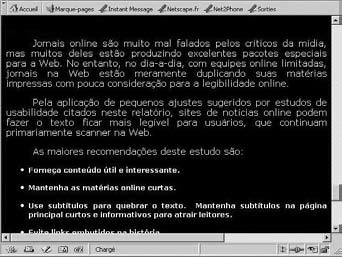 Accueil Marque-pages Instant Message Netscape.fr Net2Phone Sorties
Jornais online são muito mal falados pelos críticos da mídia,
mas muitos deles estão produzindo excelentes pacotes especiais
para a Web. No entanto, no dia-a-dia, com equipes online limitadas,
jornais na Web estão meramente duplicando suas matérias
impressas com pouca consideração para a legibilidade online.
Pela aplicação de pequenos ajustes sugeridos por estudos de
usabilidade citados neste relatório, sites de noticias online podem
fazer o texto ficar mais legível para usuários, que continuam
primariamente scanner na Web.
As maiores recomendações deste estudo são:
• Forneça conteúdo útil e interessante.
• Mantenha as matérias online curtas.
• Use subtítulos para quebrar o texto. Mantenha subtítulos na página
principal curtos e informativos para atrair leitores.
• Evite links embutidos na história.
Chargé